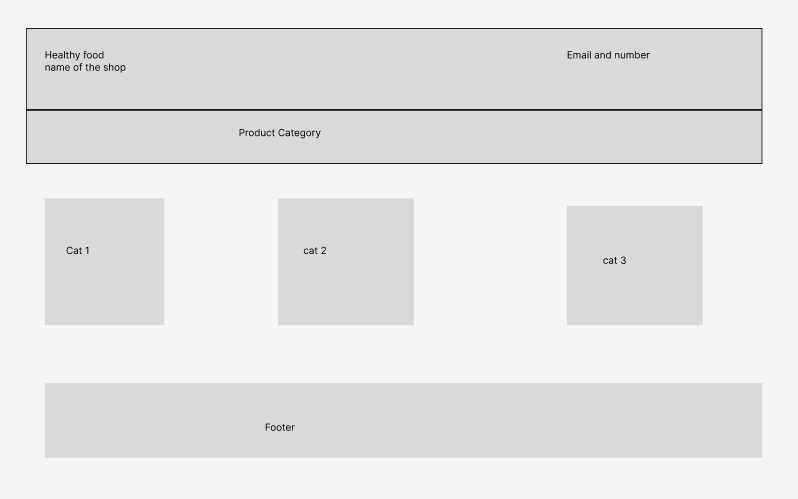 Healthy food
name of the shop
Email and number
Product Category
Cat 1
cat 2
cat 3
Footer